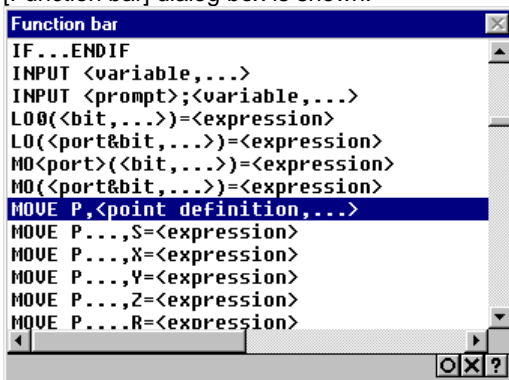 [Function bar] dialog box is shown.
Function bar
IF...ENDIF
INPUT <variable,...>
INPUT <prompt>;<variable,...>
LO0(<bit,...>)=<expression>
LO(<port&bit,...>)=<expression>
MO<port>(<bit,...>)=<expression>
MO(<port&bit,...>)=<expression>
MOVE P,<point definition,...>
MOVE P...,S=<expression>
MOVE P...,X=<expression>
MOVE P...,Y=<expression>
MOVE P...,Z=<expression>
MOVE P...,R=<expression>
?